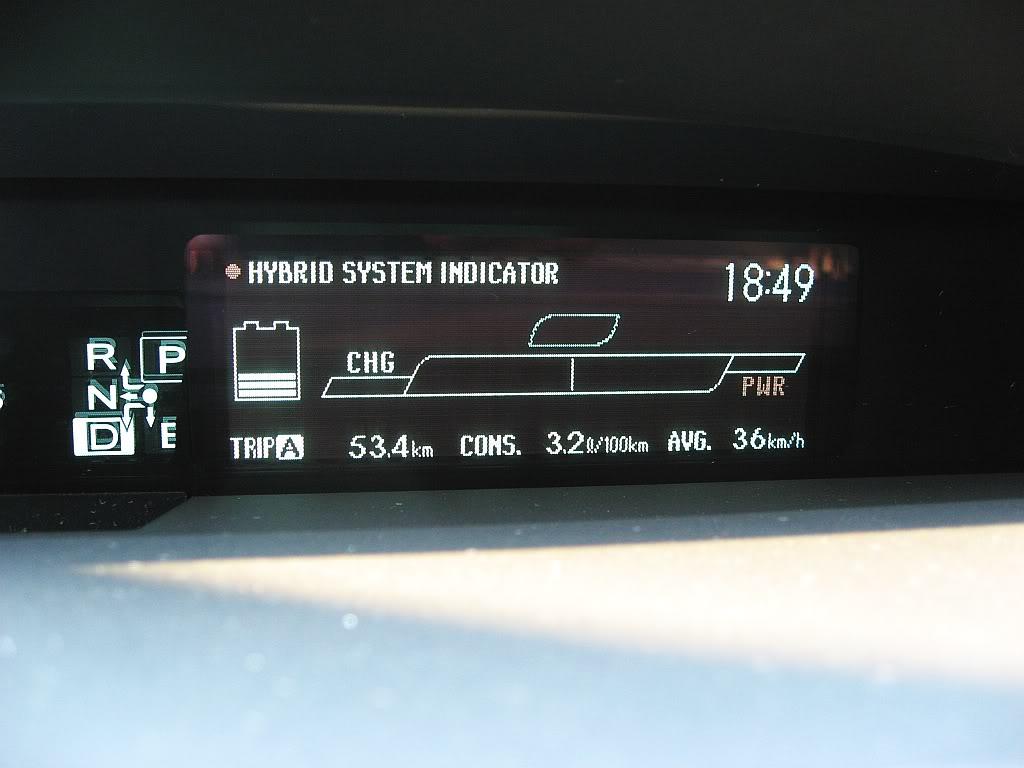 HYBRID SYSTEM INDICATOR 18:49
CHG
PWR
R P
N
D
TRIP A 53.4km CONS. 3.2ℓ/100km AVG. 36km/h